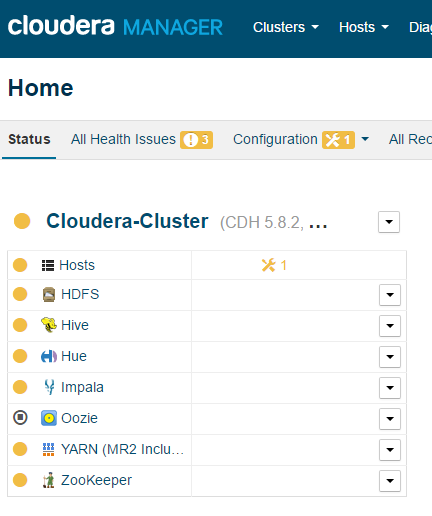 cloudera MANAGER Clusters Hosts Diag
Home
Status All Health Issues 3 Configuration 1 All Rec
Cloudera-Cluster (CDH 5.8.2, ...
Hosts 1
HDFS
Hive
Hue
Impala
Oozie
YARN (MR2 Inclu...
ZooKeeper